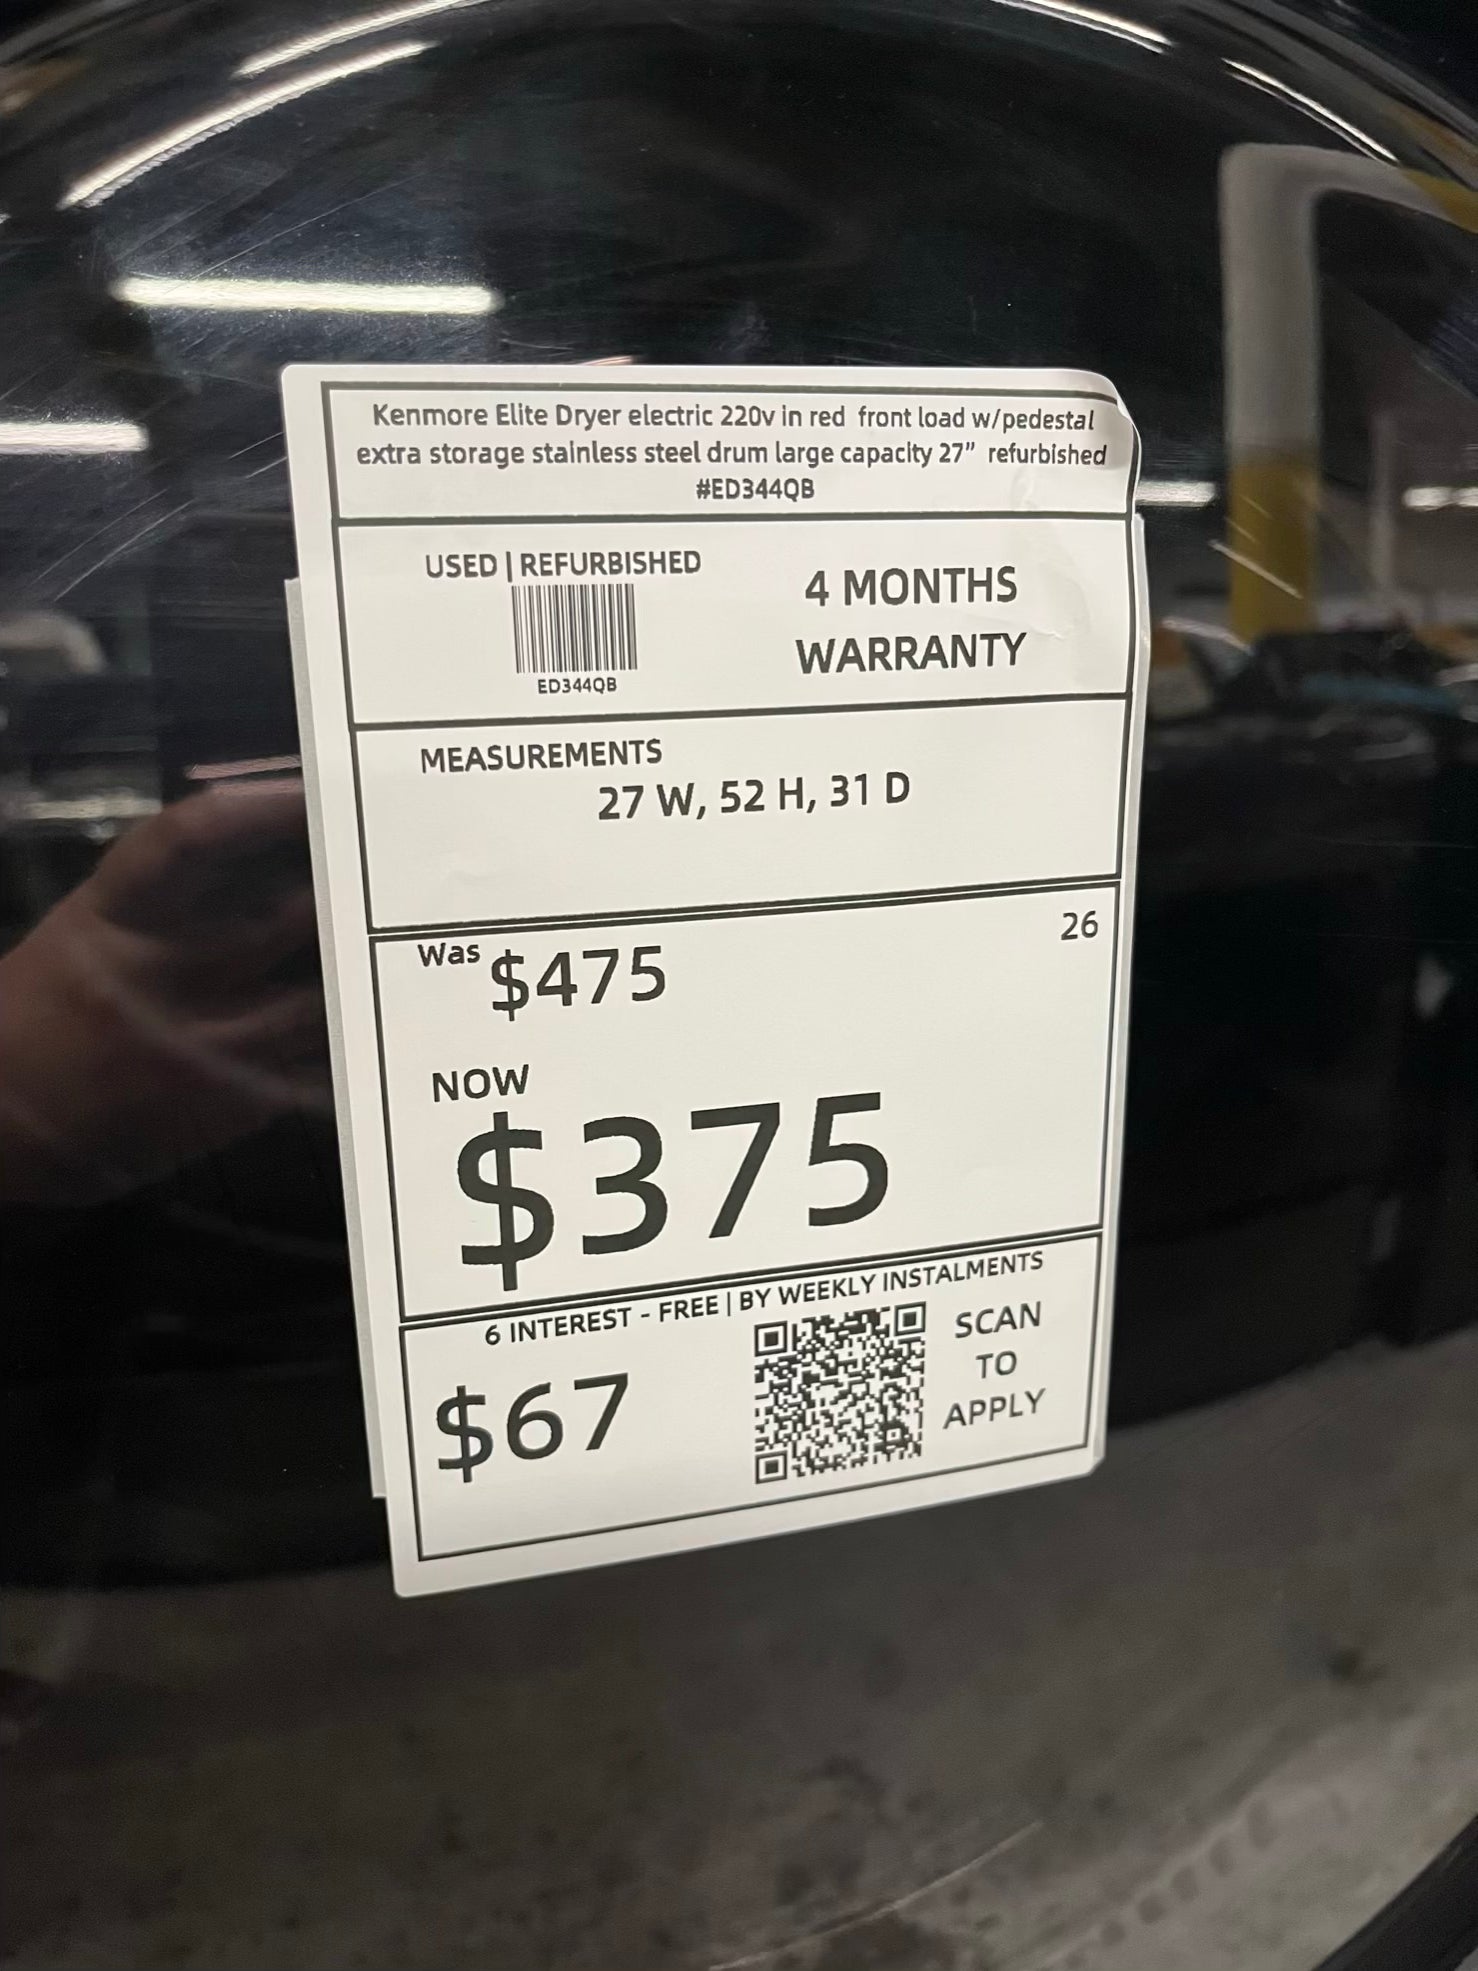 Kenmore Elite Dryer electric 220v in red front load w/pedestal
extra storage stainless steel drum large capacity 27” refurbished
#ED344QB
USED | REFURBISHED
ED344QB
4 MONTHS
WARRANTY
MEASUREMENTS
27 W, 52 H, 31 D
26
Was $475
NOW
$375
6 INTEREST - FREE | BY WEEKLY INSTALMENTS
$67
SCAN
TO
APPLY